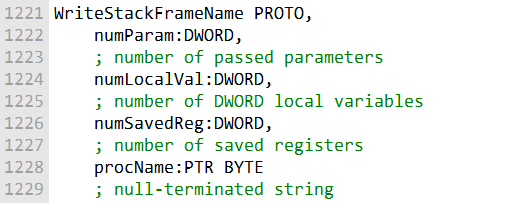 1221 WriteStackFrameName PROTO,
1222 numParam:DWORD,
1223 ; number of passed parameters
1224 numLocalVal:DWORD,
1225 ; number of DWORD local variables
1226 numSavedReg:DWORD,
1227 ; number of saved registers
1228 procName:PTR BYTE
1229 ; null-terminated string